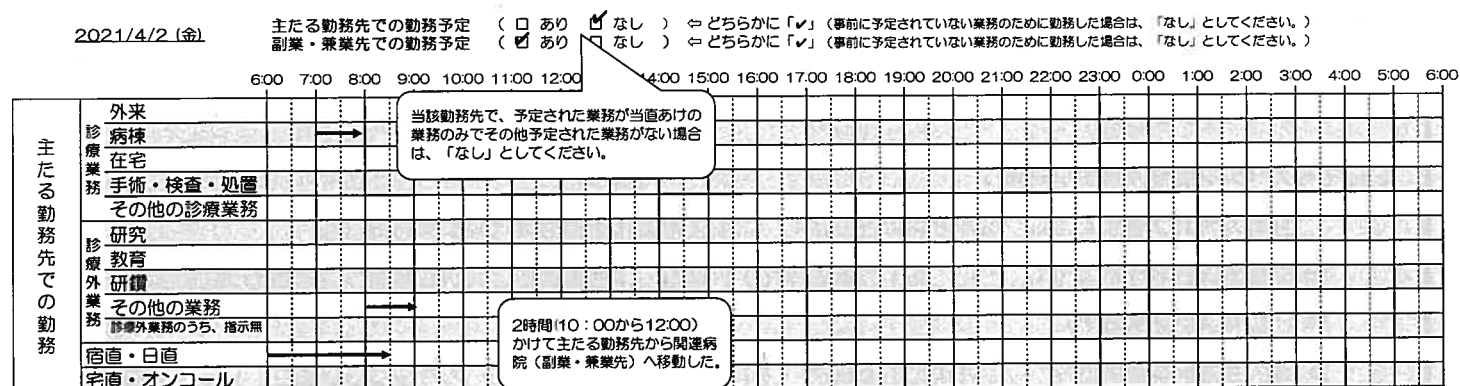 2021/4/2 (金)
主たる勤務先での勤務予定 ( □ あり ☑ なし ) ⇦ どちらかに「✔」(事前に予定されていない業務のために勤務した場合は、「なし」としてください。)
副業・兼業先での勤務予定 ( ☑ あり □ なし ) ⇦ どちらかに「✔」(事前に予定されていない業務のために勤務した場合は、「なし」としてください。)
6:00 7:00 8:00 9:00 10:00 11:00 12:00 14:00 15:00 16:00 17:00 18:00 19:00 20:00 21:00 22:00 23:00 0:00 1:00 2:00 3:00 4:00 5:00 6:00
主たる勤務先での勤務
診療業務
外来
病棟
在宅
手術・検査・処置
その他の診療業務
診療外業務
研究
教育
研鑽
その他の業務
診療外業務のうち、指示無
宿直・日直
宅直・オンコール
当該勤務先で、予定された業務が当直あけの
業務のみでその他予定された業務がない場合
は、「なし」としてください。
2時間(10:00から12:00)
かけて主たる勤務先から関連病
院(副業・兼業先)へ移動した。